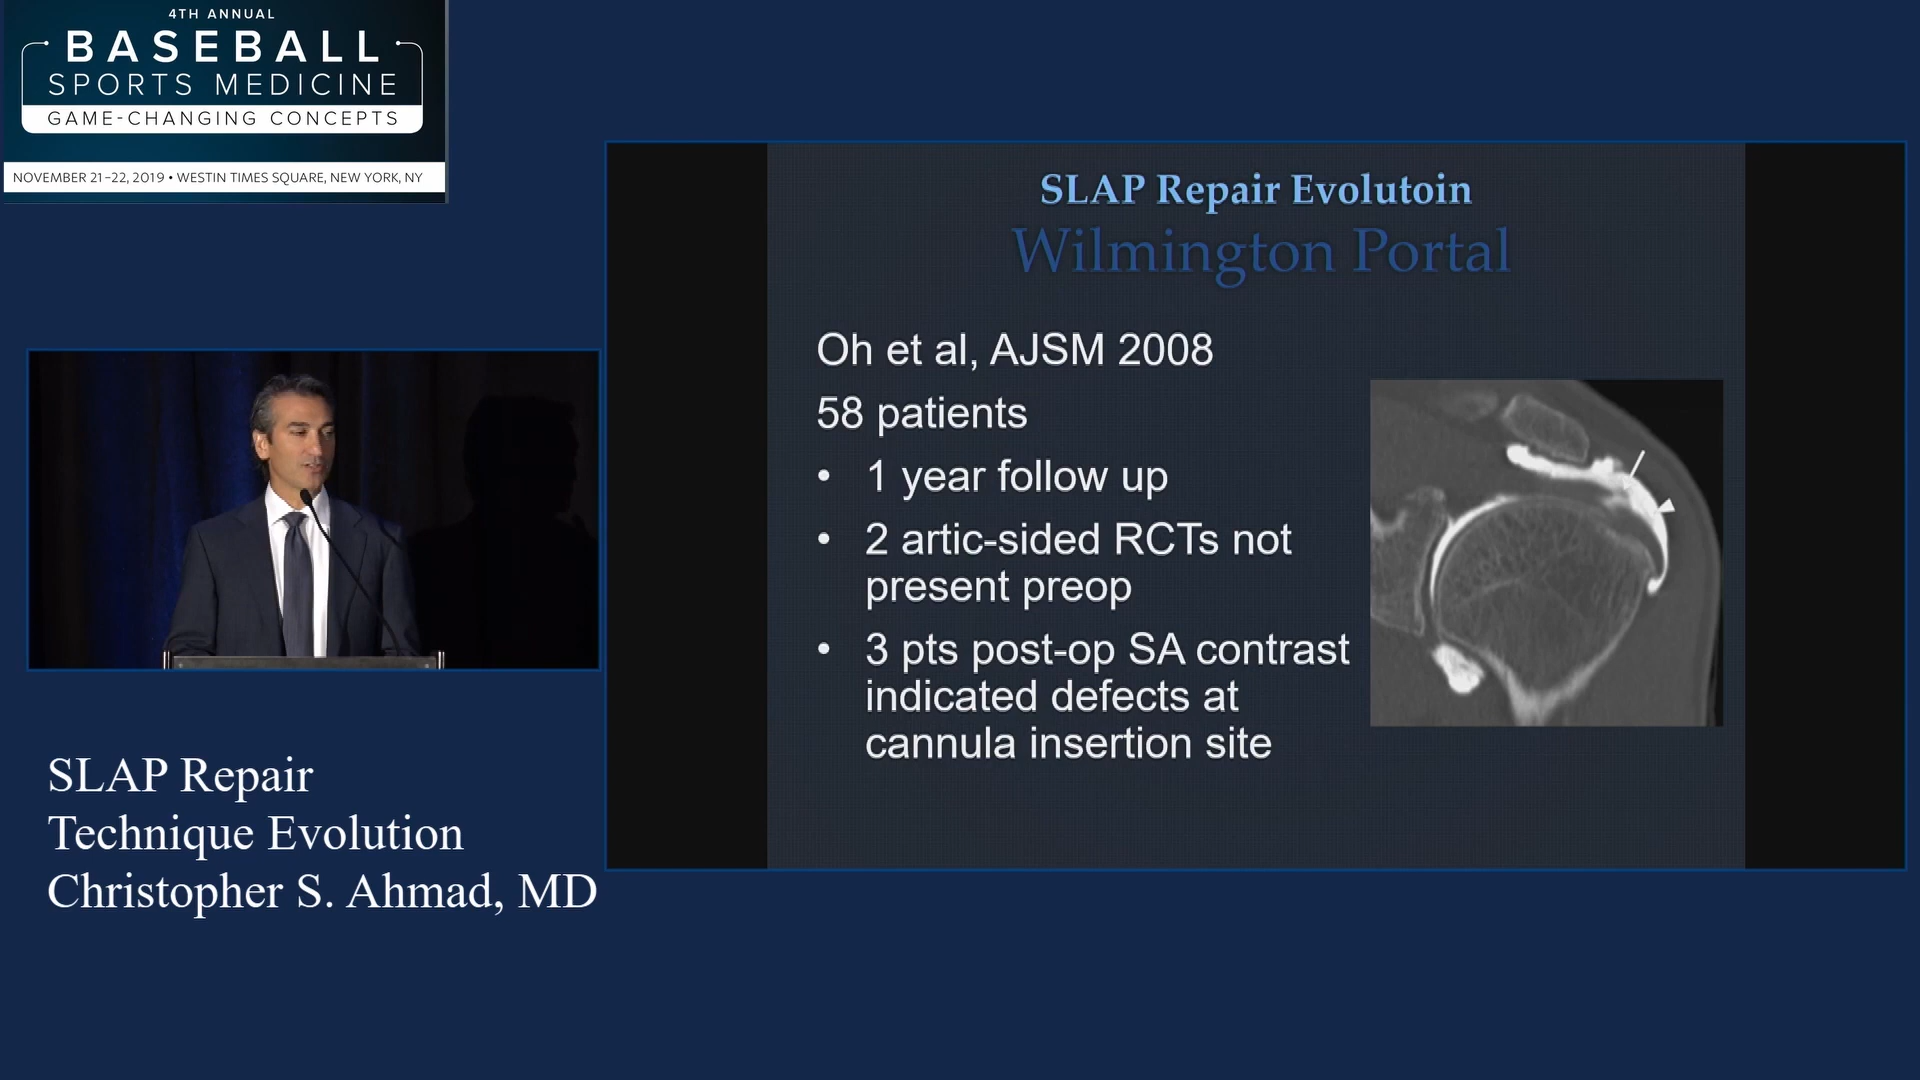 4TH ANNUAL
BASEBALL
SPORTS MEDICINE
GAME-CHANGING CONCEPTS
NOVEMBER 21-22, 2019 • WESTIN TIMES SQUARE, NEW YORK, NY
SLAP Repair Evolutoin
Wilmington Portal
Oh et al, AJSM 2008
58 patients
• 1 year follow up
• 2 artic-sided RCTs not
present preop
• 3 pts post-op SA contrast
indicated defects at
cannula insertion site
SLAP Repair
Technique Evolution
Christopher S. Ahmad, MD